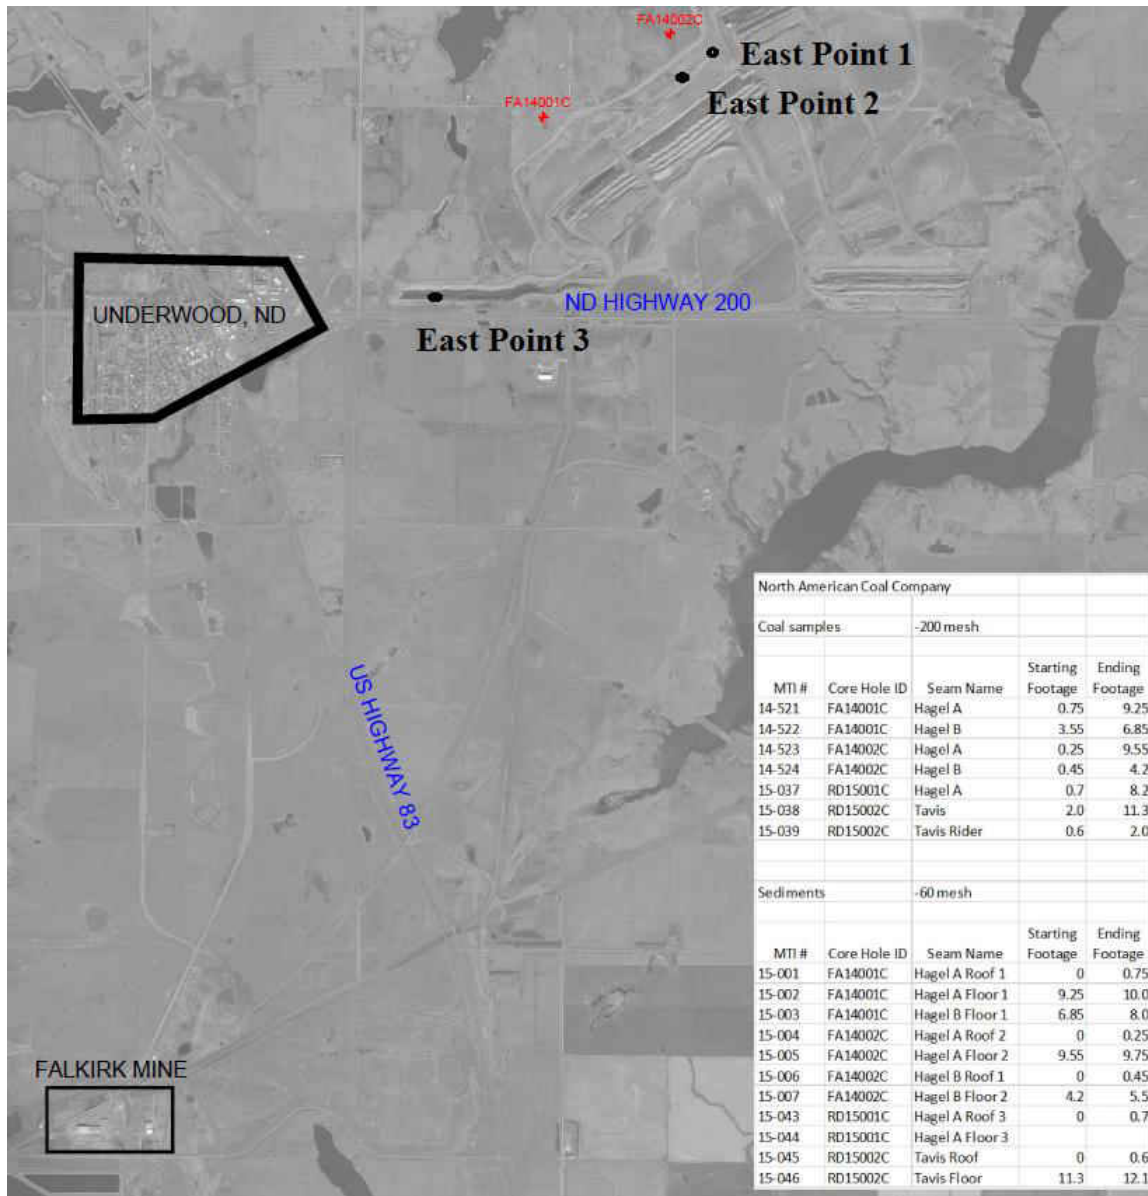 FA14002C
East Point 1
East Point 2
FA14001C
UNDERWOOD, ND
ND HIGHWAY 200
East Point 3
US HIGHWAY 83
FALKIRK MINE
North American Coal Company
Coal samples -200 mesh
Starting Ending
MTI # Core Hole ID Seam Name Footage Footage
14-521 FA14001C Hagel A 0.75 9.25
14-522 FA14001C Hagel B 3.55 6.85
14-523 FA14002C Hagel A 0.25 9.55
14-524 FA14002C Hagel B 0.45 4.2
15-037 RD15001C Hagel A 0.7 8.2
15-038 RD15002C Tavis 2.0 11.3
15-039 RD15002C Tavis Rider 0.6 2.0
Sediments -60 mesh
Starting Ending
MTI # Core Hole ID Seam Name Footage Footage
15-001 FA14001C Hagel A Roof 1 0 0.75
15-002 FA14001C Hagel A Floor 1 9.25 10.0
15-003 FA14001C Hagel B Floor 1 6.85 8.0
15-004 FA14002C Hagel A Roof 2 0 0.25
15-005 FA14002C Hagel A Floor 2 9.55 9.75
15-006 FA14002C Hagel B Roof 1 0 0.45
15-007 FA14002C Hagel B Floor 2 4.2 5.5
15-043 RD15001C Hagel A Roof 3 0 0.7
15-044 RD15001C Hagel A Floor 3
15-045 RD15002C Tavis Roof 0 0.6
15-046 RD15002C Tavis Floor 11.3 12.1